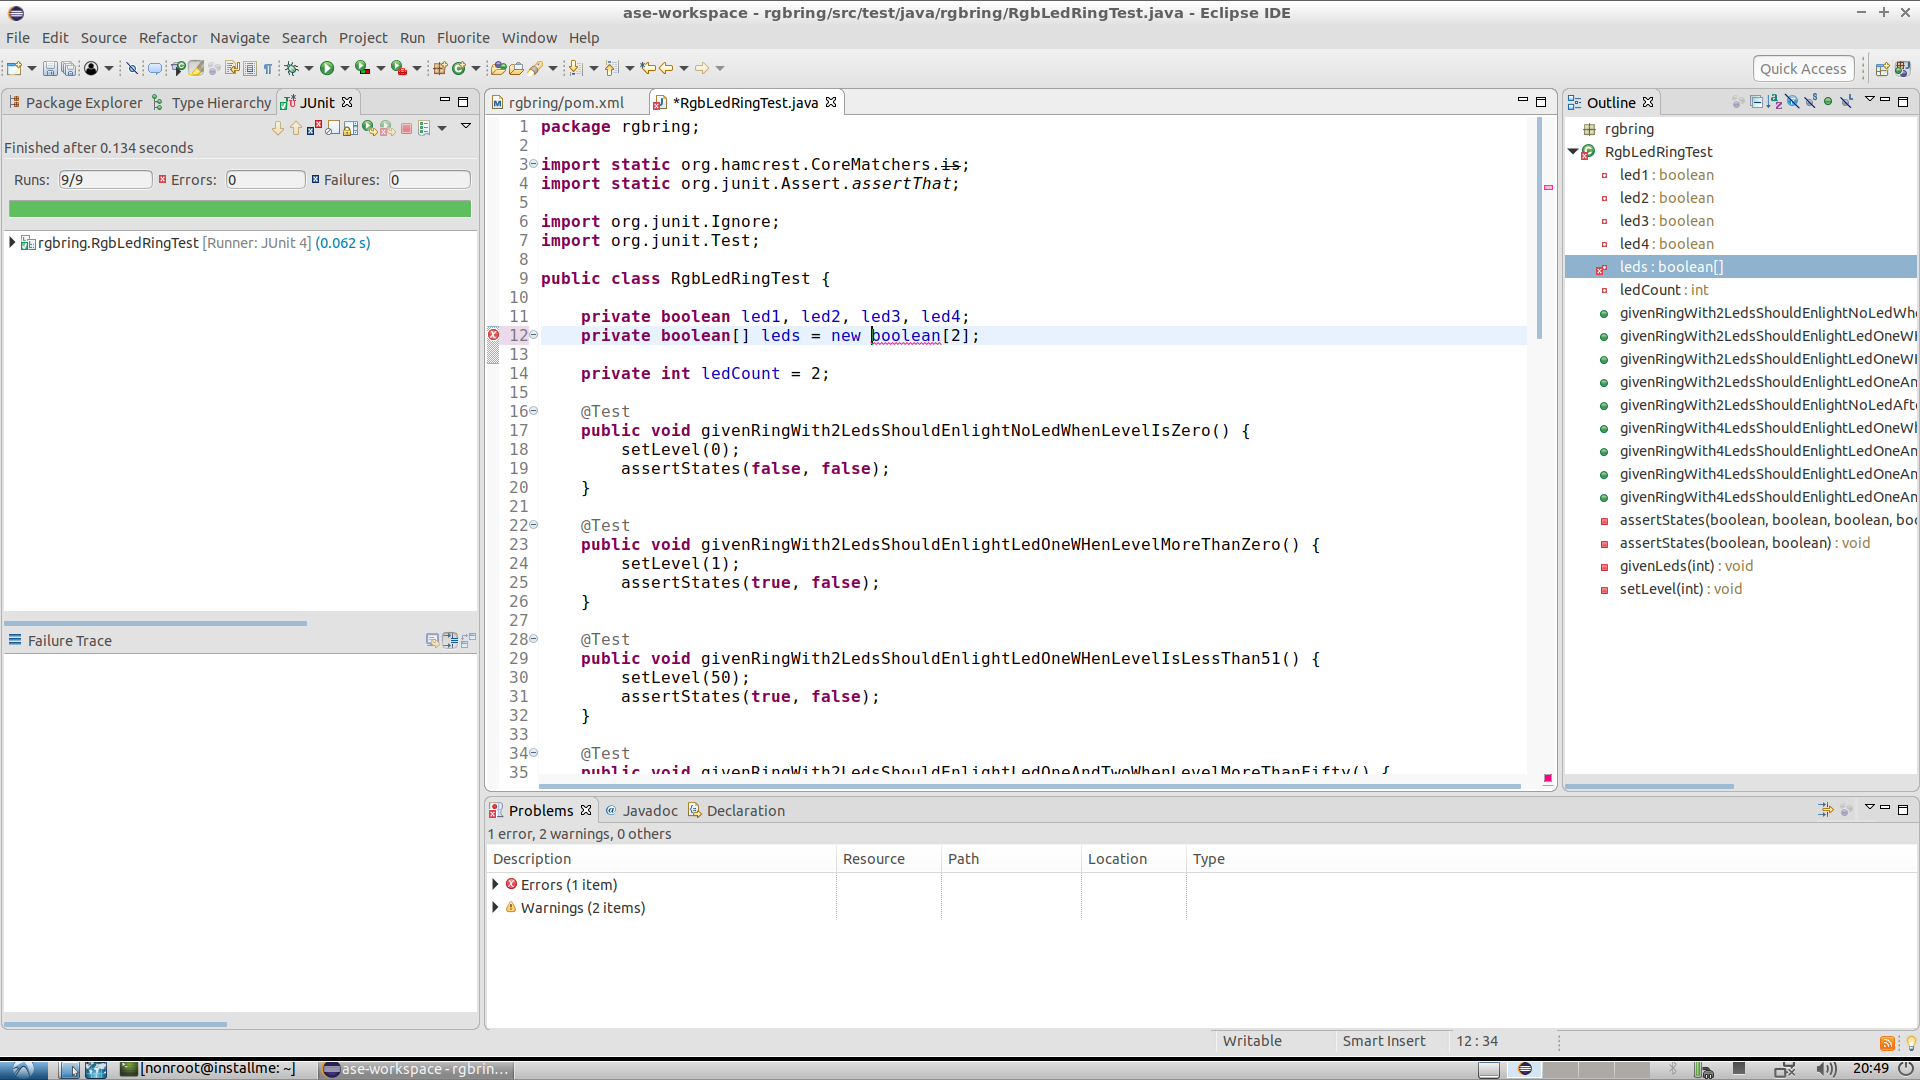 ase-workspace - rgbring/src/test/java/rgbring/RgbLedRingTest.java - Eclipse IDE
File Edit Source Refactor Navigate Search Project Run Fluorite Window Help
Quick Access
Package Explorer Type Hierarchy JUnit
Finished after 0.134 seconds
Runs: 9/9 Errors: 0 Failures: 0
rgbring.RgbLedRingTest [Runner: JUnit 4] (0.062 s)
Failure Trace
rgbring/pom.xml *RgbLedRingTest.java
1 package rgbring;
2
3 import static org.hamcrest.CoreMatchers.is;
4 import static org.junit.Assert.assertThat;
5
6 import org.junit.Ignore;
7 import org.junit.Test;
8
9 public class RgbLedRingTest {
10
11 private boolean led1, led2, led3, led4;
12 private boolean[] leds = new boolean[2];
13
14 private int ledCount = 2;
15
16 @Test
17 public void givenRingWith2LedsShouldEnlightNoLedWhenLevelIsZero() {
18 setLevel(0);
19 assertStates(false, false);
20 }
21
22 @Test
23 public void givenRingWith2LedsShouldEnlightLedOneWHenLevelMoreThanZero() {
24 setLevel(1);
25 assertStates(true, false);
26 }
27
28 @Test
29 public void givenRingWith2LedsShouldEnlightLedOneWHenLevelIsLessThan51() {
30 setLevel(50);
31 assertStates(true, false);
32 }
33
34 @Test
35 public void givenRingWith2LedsShouldEnlightLedOneAndTwoWhenLevelMoreThanFifty() {
Outline
rgbring
RgbLedRingTest
led1 : boolean
led2 : boolean
led3 : boolean
led4 : boolean
leds : boolean[]
ledCount : int
givenRingWith2LedsShouldEnlightNoLedWhe
givenRingWith2LedsShouldEnlightLedOneWH
givenRingWith2LedsShouldEnlightLedOneWH
givenRingWith2LedsShouldEnlightLedOneAn
givenRingWith2LedsShouldEnlightNoLedAfte
givenRingWith4LedsShouldEnlightLedOneWh
givenRingWith4LedsShouldEnlightLedOneAn
givenRingWith4LedsShouldEnlightLedOneAn
givenRingWith4LedsShouldEnlightLedOneAn
assertStates(boolean, boolean, boolean, boo
assertStates(boolean, boolean) : void
givenLeds(int) : void
setLevel(int) : void
Problems Javadoc Declaration
1 error, 2 warnings, 0 others
Description Resource Path Location Type
Errors (1 item)
Warnings (2 items)
Writable Smart Insert 12 : 34
[nonroot@installme: ~] ase-workspace - rgbrin... 20:49